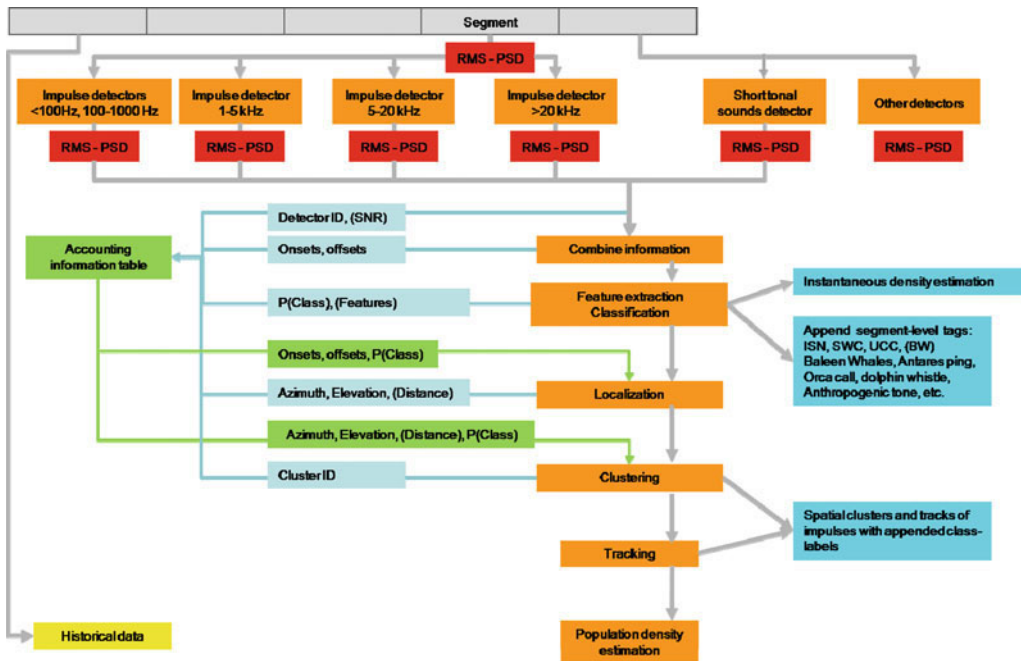 Segment
RMS - PSD
Impulse detectors
<100Hz, 100-1000 Hz
Impulse detector
1-5 kHz
Impulse detector
5-20 kHz
Impulse detector
>20 kHz
Short tonal
sounds detector
Other detectors
RMS - PSD
RMS - PSD
RMS - PSD
RMS - PSD
RMS - PSD
RMS - PSD
Detector ID, (SNR)
Accounting
information table
Onsets, offsets
Combine information
P(Class), (Features)
Feature extraction
Classification
Instantaneous density estimation
Append segment-level tags:
ISN, SWC, UCC, (BW)
Baleen Whales, Antares ping,
Orca call, dolphin whistle,
Anthropogenic tone, etc.
Onsets, offsets, P(Class)
Azimuth, Elevation, (Distance)
Localization
Azimuth, Elevation, (Distance), P(Class)
Cluster ID
Clustering
Spatial clusters and tracks of
impulses with appended class-
labels
Tracking
Historical data
Population density
estimation